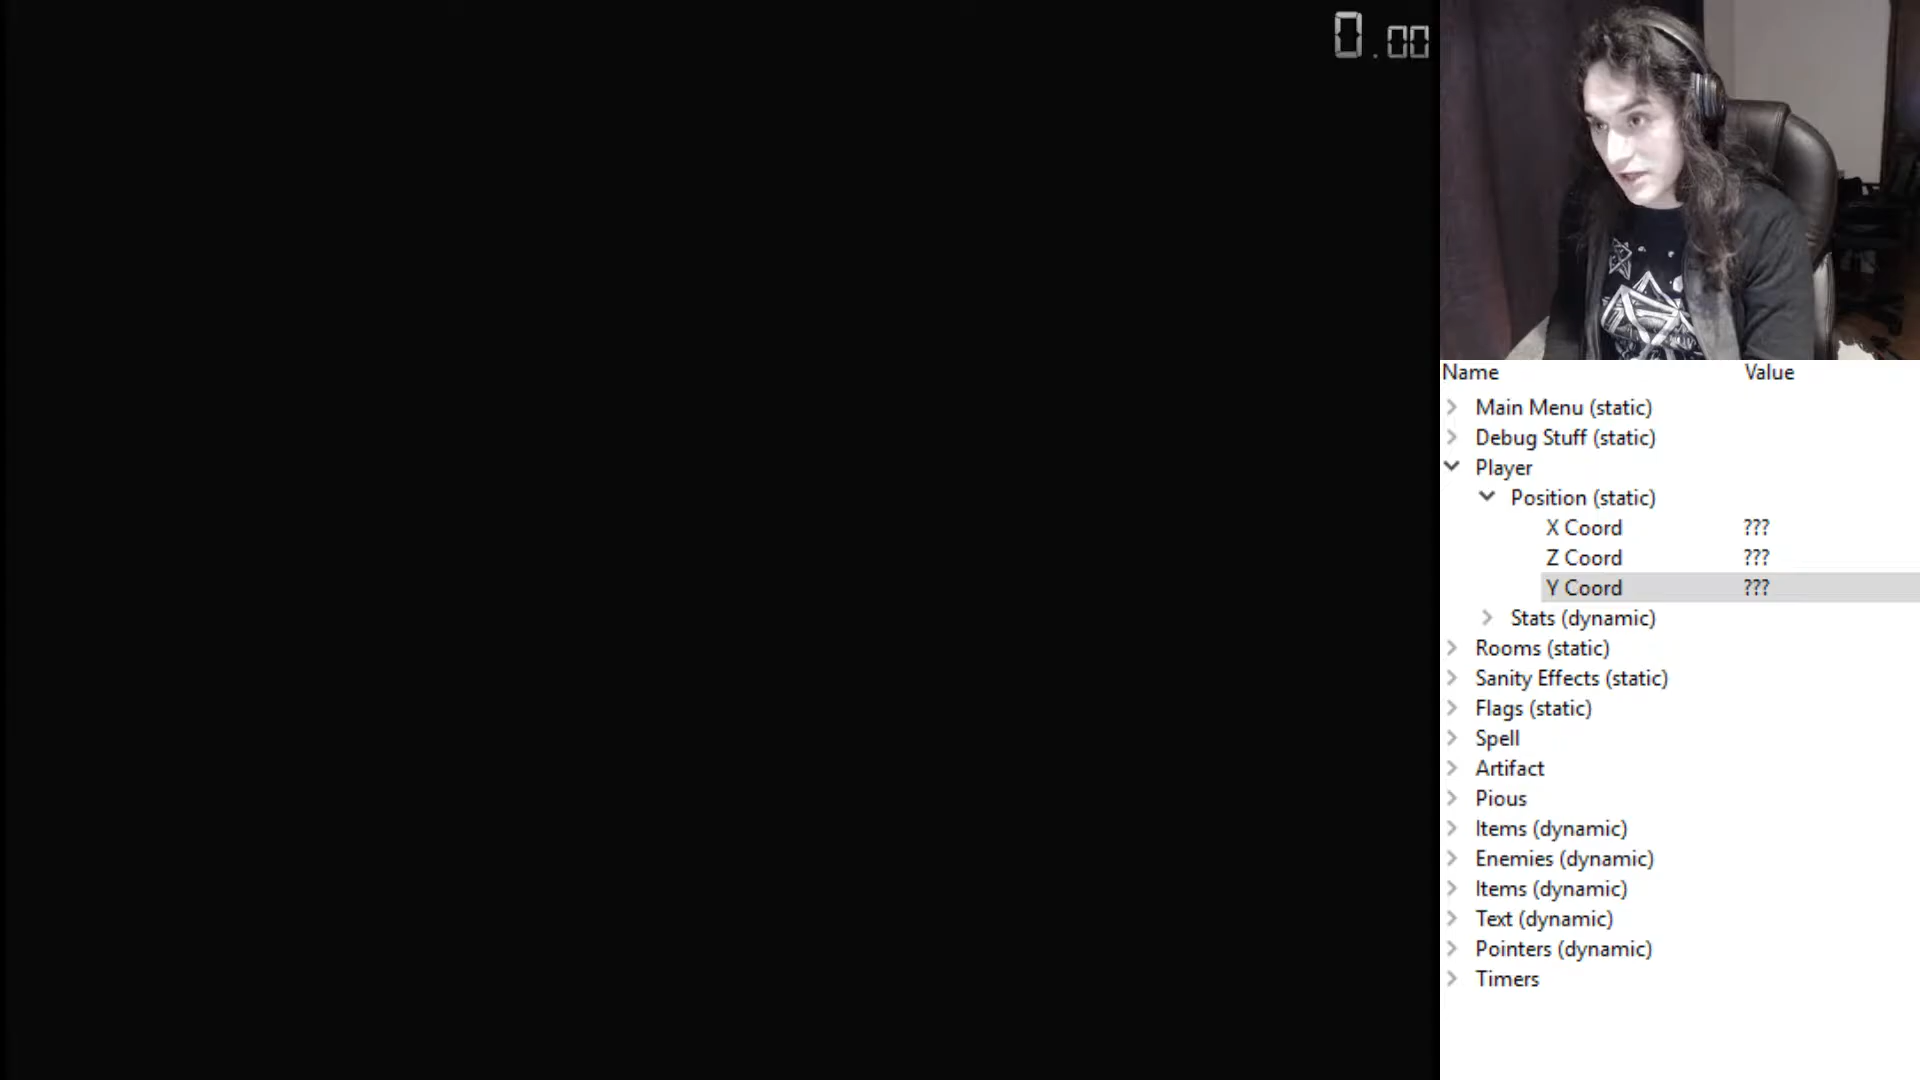 0.00
Name Value
Main Menu (static)
Debug Stuff (static)
Player
Position (static)
X Coord ???
Z Coord ???
Y Coord ???
Stats (dynamic)
Rooms (static)
Sanity Effects (static)
Flags (static)
Spell
Artifact
Pious
Items (dynamic)
Enemies (dynamic)
Items (dynamic)
Text (dynamic)
Pointers (dynamic)
Timers